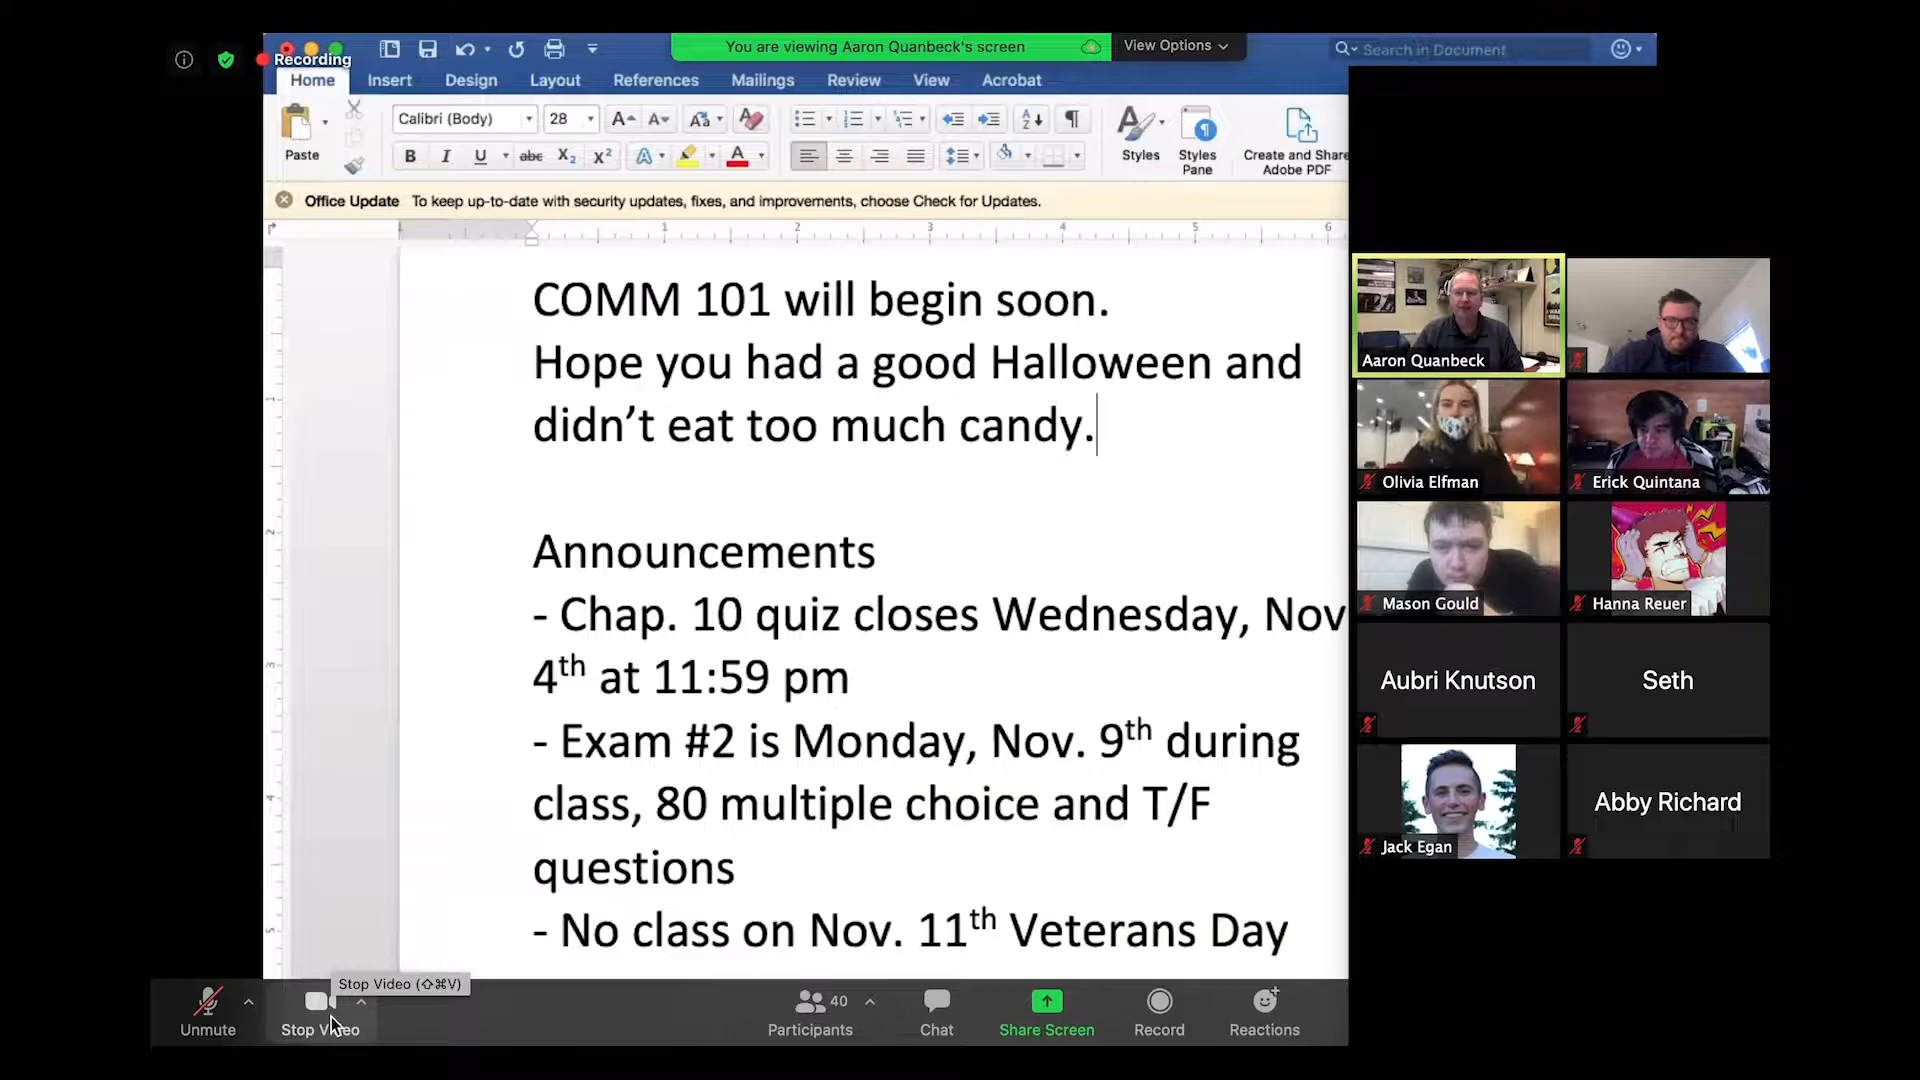 Recording
You are viewing Aaron Quanbeck's screen
View Options
Search in Document
Home Insert Design Layout References Mailings Review View Acrobat
Calibri (Body) 28
Paste
Styles
Styles Pane
Create and Share Adobe PDF
Office Update To keep up-to-date with security updates, fixes, and improvements, choose Check for Updates.
1 2 3 4 5 6
COMM 101 will begin soon.
Hope you had a good Halloween and
didn’t eat too much candy.
Announcements
- Chap. 10 quiz closes Wednesday, Nov
4th at 11:59 pm
- Exam #2 is Monday, Nov. 9th during
class, 80 multiple choice and T/F
questions
- No class on Nov. 11th Veterans Day
Aaron Quanbeck
Olivia Elfman
Erick Quintana
Mason Gould
Hanna Reuer
Aubri Knutson
Seth
Jack Egan
Abby Richard
Stop Video (⇧⌘V)
Unmute
Stop Video
40
Participants
Chat
Share Screen
Record
Reactions